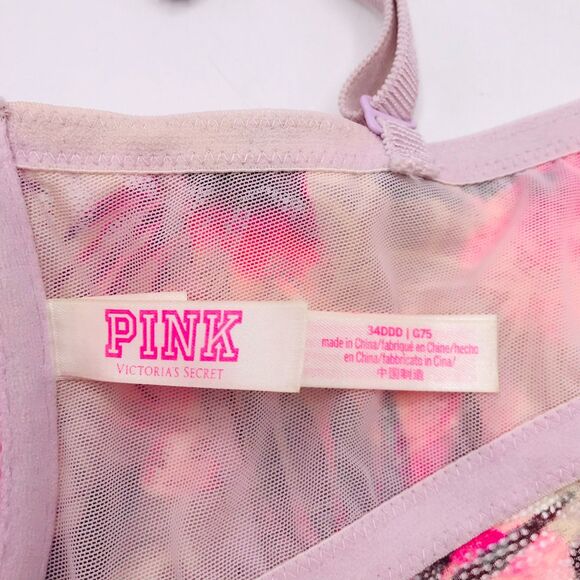 PINK
VICTORIA'S SECRET
34DDD | G75
made in China/fabriqué en Chine/hecho
en China/fabbricato in Cina/
中国制造